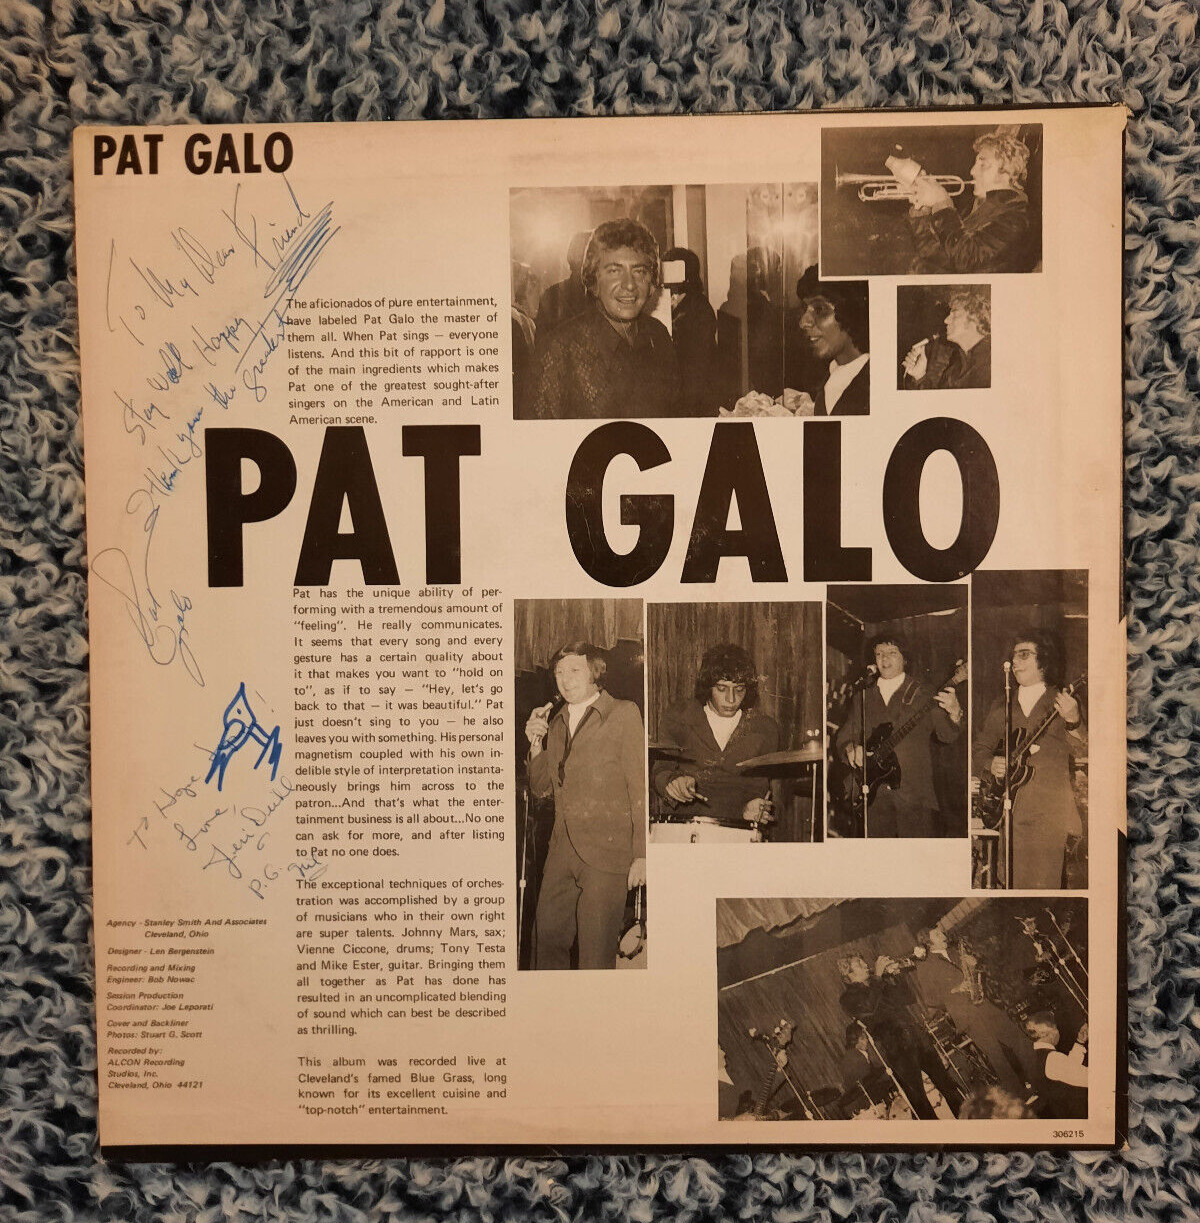 PAT GALO
To My Dear Friend
Stay Well Happy
Thank you the
greatest
Pat
Galo
The aficionados of pure entertainment,
have labeled Pat Galo the master of
them all. When Pat sings — everyone
listens. And this bit of rapport is one
of the main ingredients which makes
Pat one of the greatest sought-after
singers on the American and Latin
American scene.
PAT GALO
Pat has the unique ability of per-
forming with a tremendous amount of
"feeling". He really communicates.
It seems that every song and every
gesture has a certain quality about
it that makes you want to "hold on
to", as if to say — "Hey, let's go
back to that — it was beautiful." Pat
just doesn't sing to you — he also
leaves you with something. His personal
magnetism coupled with his own in-
delible style of interpretation instanta-
neously brings him across to the
patron...And that's what the enter-
tainment business is all about...No one
can ask for more, and after listing
to Pat no one does.
The exceptional techniques of orches-
tration was accomplished by a group
of musicians who in their own right
are super talents. Johnny Mars, sax;
Vienne Ciccone, drums; Tony Testa
and Mike Ester, guitar. Bringing them
all together as Pat has done has
resulted in an uncomplicated blending
of sound which can best be described
as thrilling.
This album was recorded live at
Cleveland's famed Blue Grass, long
known for its excellent cuisine and
"top-notch" entertainment.
To
Love,
P.G.
Agency - Stanley Smith And Associates
Cleveland, Ohio
Designer - Len Bergenstein
Recording and Mixing
Engineer: Bob Nowac
Session Production
Coordinator: Joe Leporati
Cover and Backliner
Photos: Stuart G. Scott
Recorded by:
ALCON Recording
Studios, Inc.
Cleveland, Ohio 44121
306215